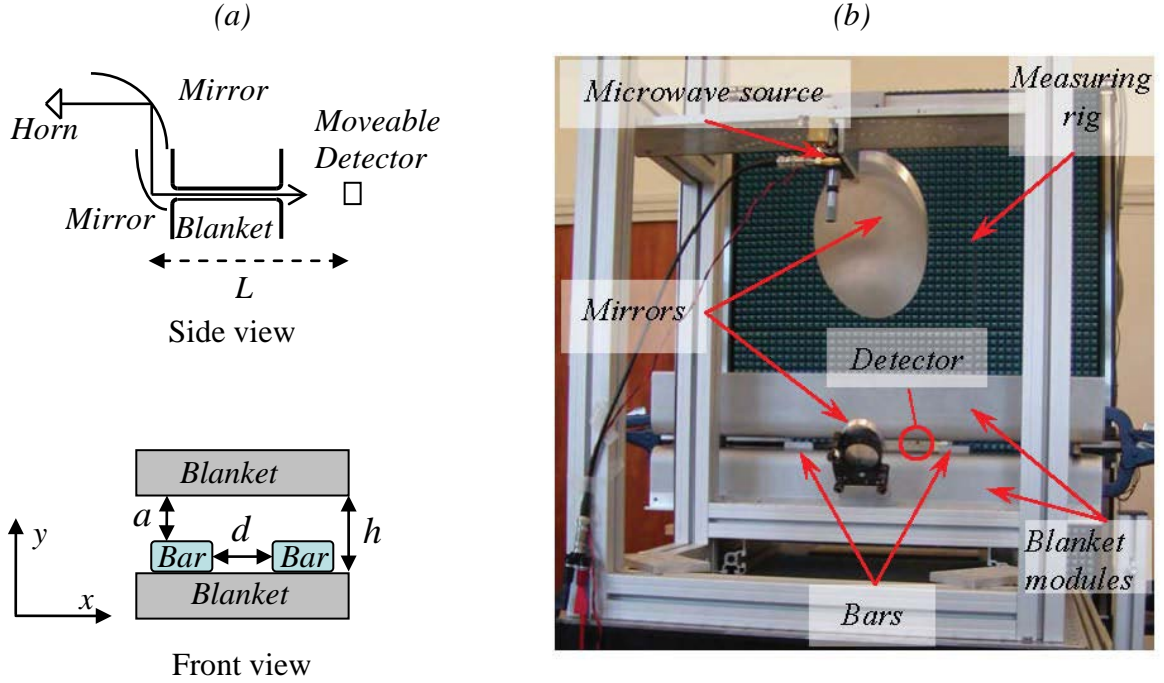 (a)
Mirror
Horn
Moveable
Detector
Mirror
Blanket
L
Side view
Blanket
a
d
h
y
Bar
Bar
x
Blanket
Front view
(b)
Microwave source
Measuring
rig
Mirrors
Detector
Blanket
modules
Bars